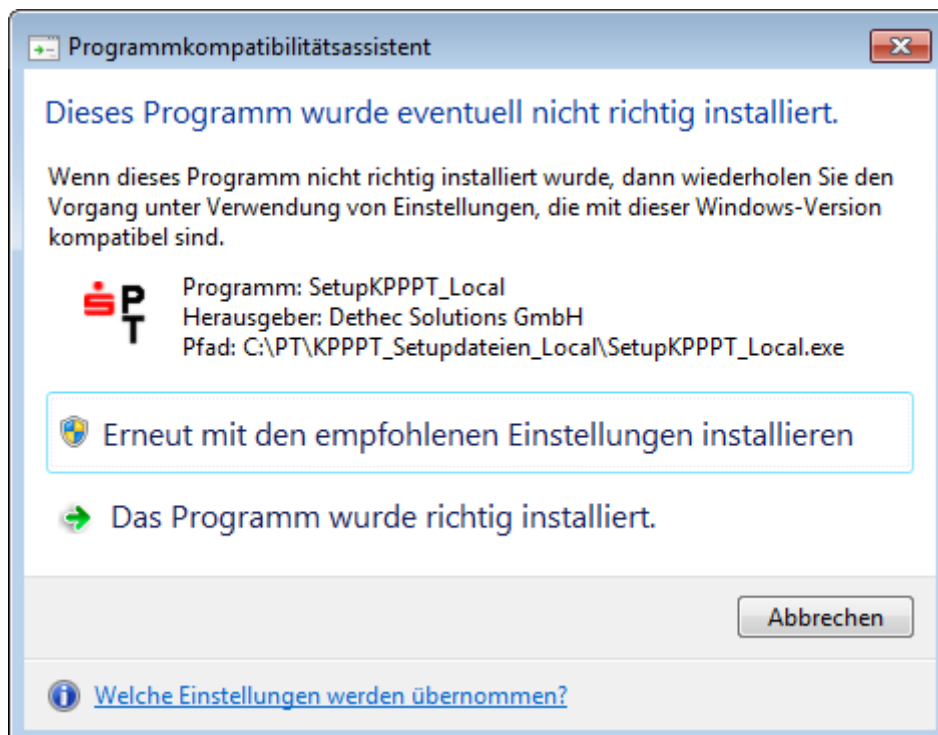 Programmkompatibilitätsassistent
Dieses Programm wurde eventuell nicht richtig installiert.
Wenn dieses Programm nicht richtig installiert wurde, dann wiederholen Sie den
Vorgang unter Verwendung von Einstellungen, die mit dieser Windows-Version
kompatibel sind.
PT
Programm: SetupKPPPT_Local
Herausgeber: Dethec Solutions GmbH
Pfad: C:\PT\KPPPT_Setupdateien_Local\SetupKPPPT_Local.exe
Erneut mit den empfohlenen Einstellungen installieren
Das Programm wurde richtig installiert.
Abbrechen
Welche Einstellungen werden übernommen?